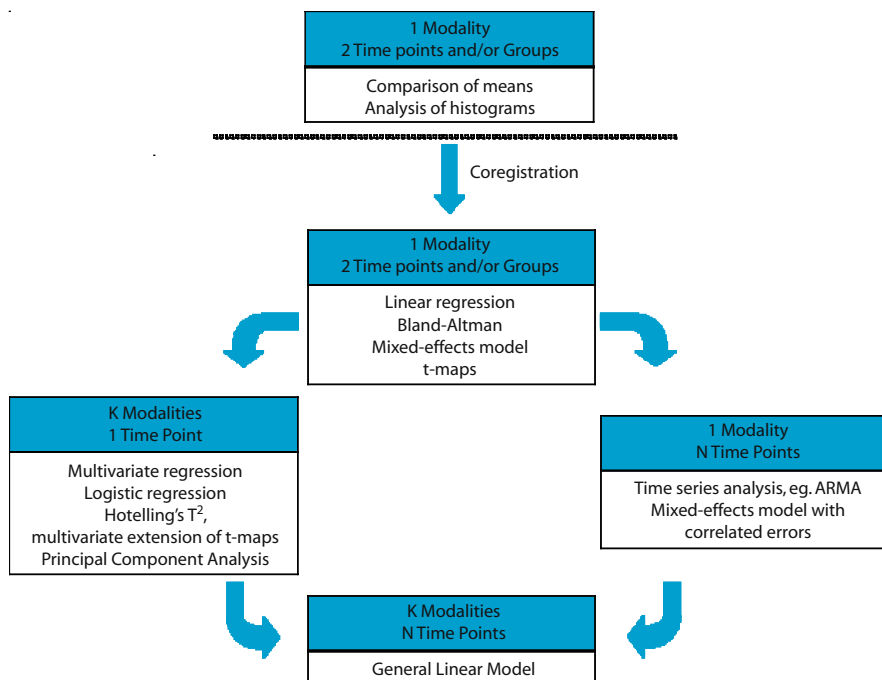 1 Modality
2 Time points and/or Groups
Comparison of means
Analysis of histograms
Coregistration
1 Modality
2 Time points and/or Groups
Linear regression
Bland-Altman
Mixed-effects model
t-maps
K Modalities
1 Time Point
Multivariate regression
Logistic regression
Hotelling's T²,
multivariate extension of t-maps
Principal Component Analysis
1 Modality
N Time Points
Time series analysis, eg. ARMA
Mixed-effects model with
correlated errors
K Modalities
N Time Points
General Linear Model